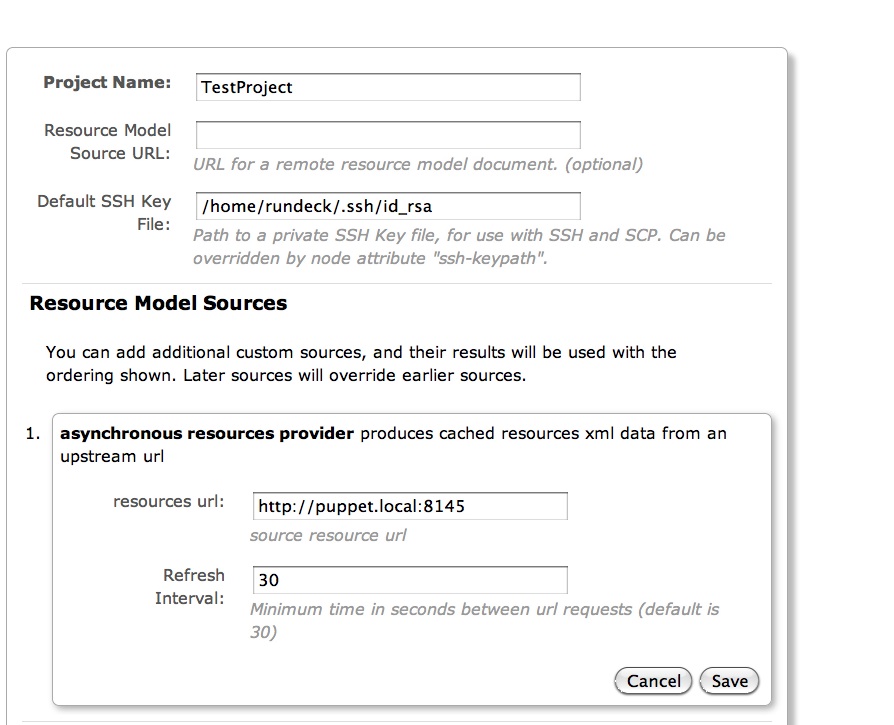 Project Name:
TestProject
Resource Model
Source URL:
URL for a remote resource model document. (optional)
Default SSH Key
File:
/home/rundeck/.ssh/id_rsa
Path to a private SSH Key file, for use with SSH and SCP. Can be
overridden by node attribute "ssh-keypath".
Resource Model Sources
You can add additional custom sources, and their results will be used with the
ordering shown. Later sources will override earlier sources.
1. asynchronous resources provider produces cached resources xml data from an
upstream url
resources url:
http://puppet.local:8145
source resource url
Refresh
Interval:
30
Minimum time in seconds between url requests (default is
30)
Cancel Save